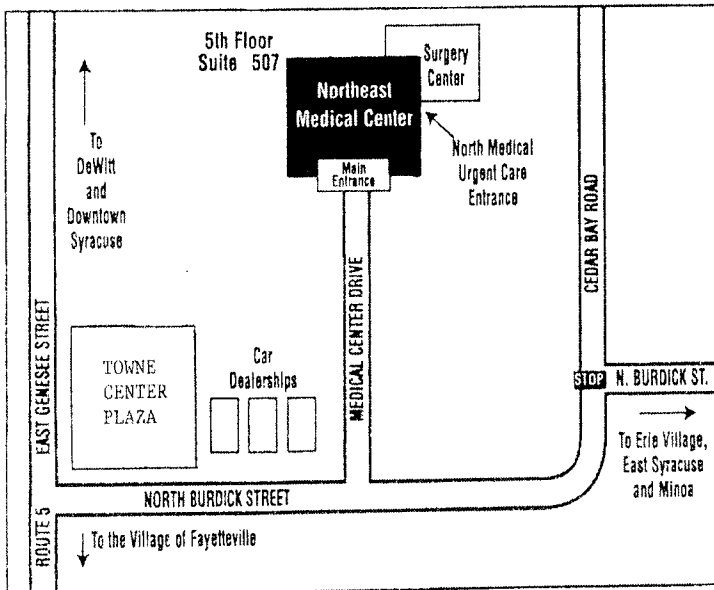 5th Floor
Suite 507
Surgery
Center
Northeast
Medical Center
Main
Entrance
North Medical
Urgent Care
Entrance
To
DeWitt
and
Downtown
Syracuse
EAST GENESEE STREET
ROUTE 5
TOWNE
CENTER
PLAZA
Car
Dealerships
MEDICAL CENTER DRIVE
CEDAR BAY ROAD
STOP
N. BURDICK ST.
To Erie Village,
East Syracuse
and Minoa
NORTH BURDICK STREET
To the Village of Fayetteville